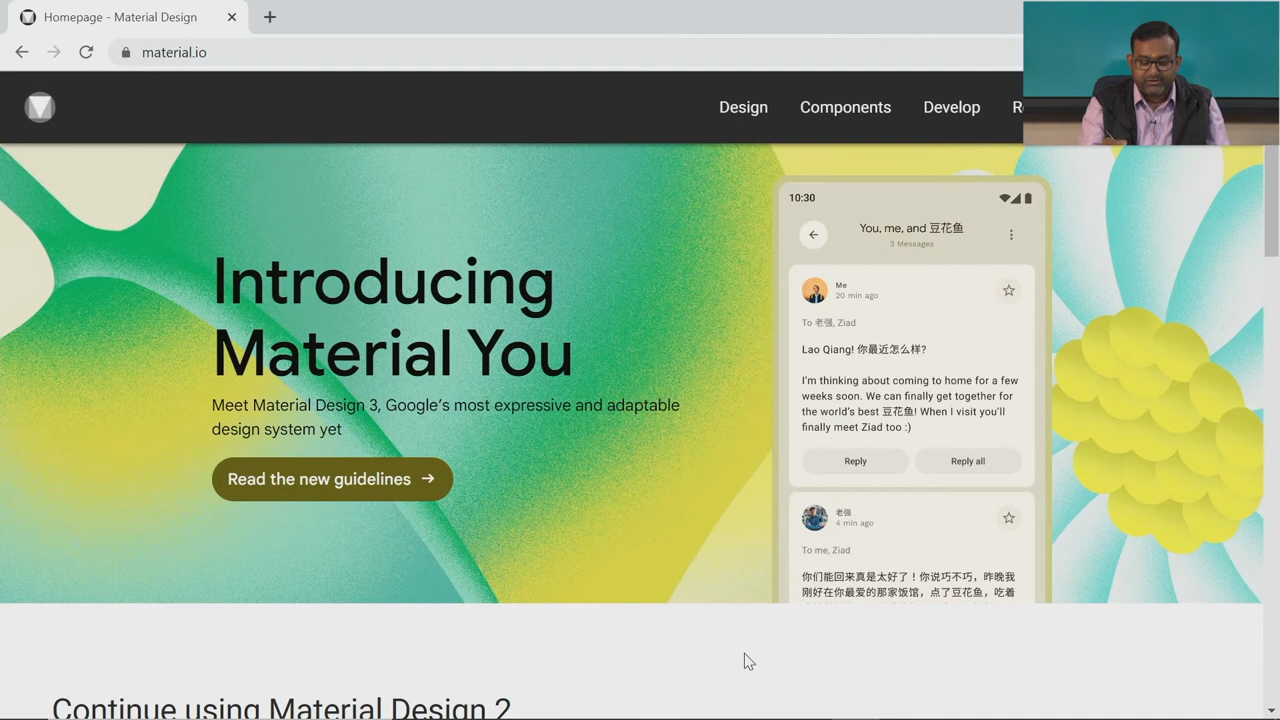 Homepage - Material Design
material.io
Design Components Develop
Introducing
Material You
Meet Material Design 3, Google's most expressive and adaptable
design system yet
Read the new guidelines →
10:30
You, me, and 豆花鱼
3 Messages
Me
20 min ago
To 老强, Ziad
Lao Qiang! 你最近怎么样?
I'm thinking about coming to home for a few
weeks soon. We can finally get together for
the world's best 豆花鱼! When I visit you'll
finally meet Ziad too :)
Reply Reply all
老强
4 min ago
To me, Ziad
你们能回来真是太好了！你说巧不巧，昨晚我
刚好在你最爱的那家饭馆，点了豆花鱼，吃着
Continue using Material Design 2